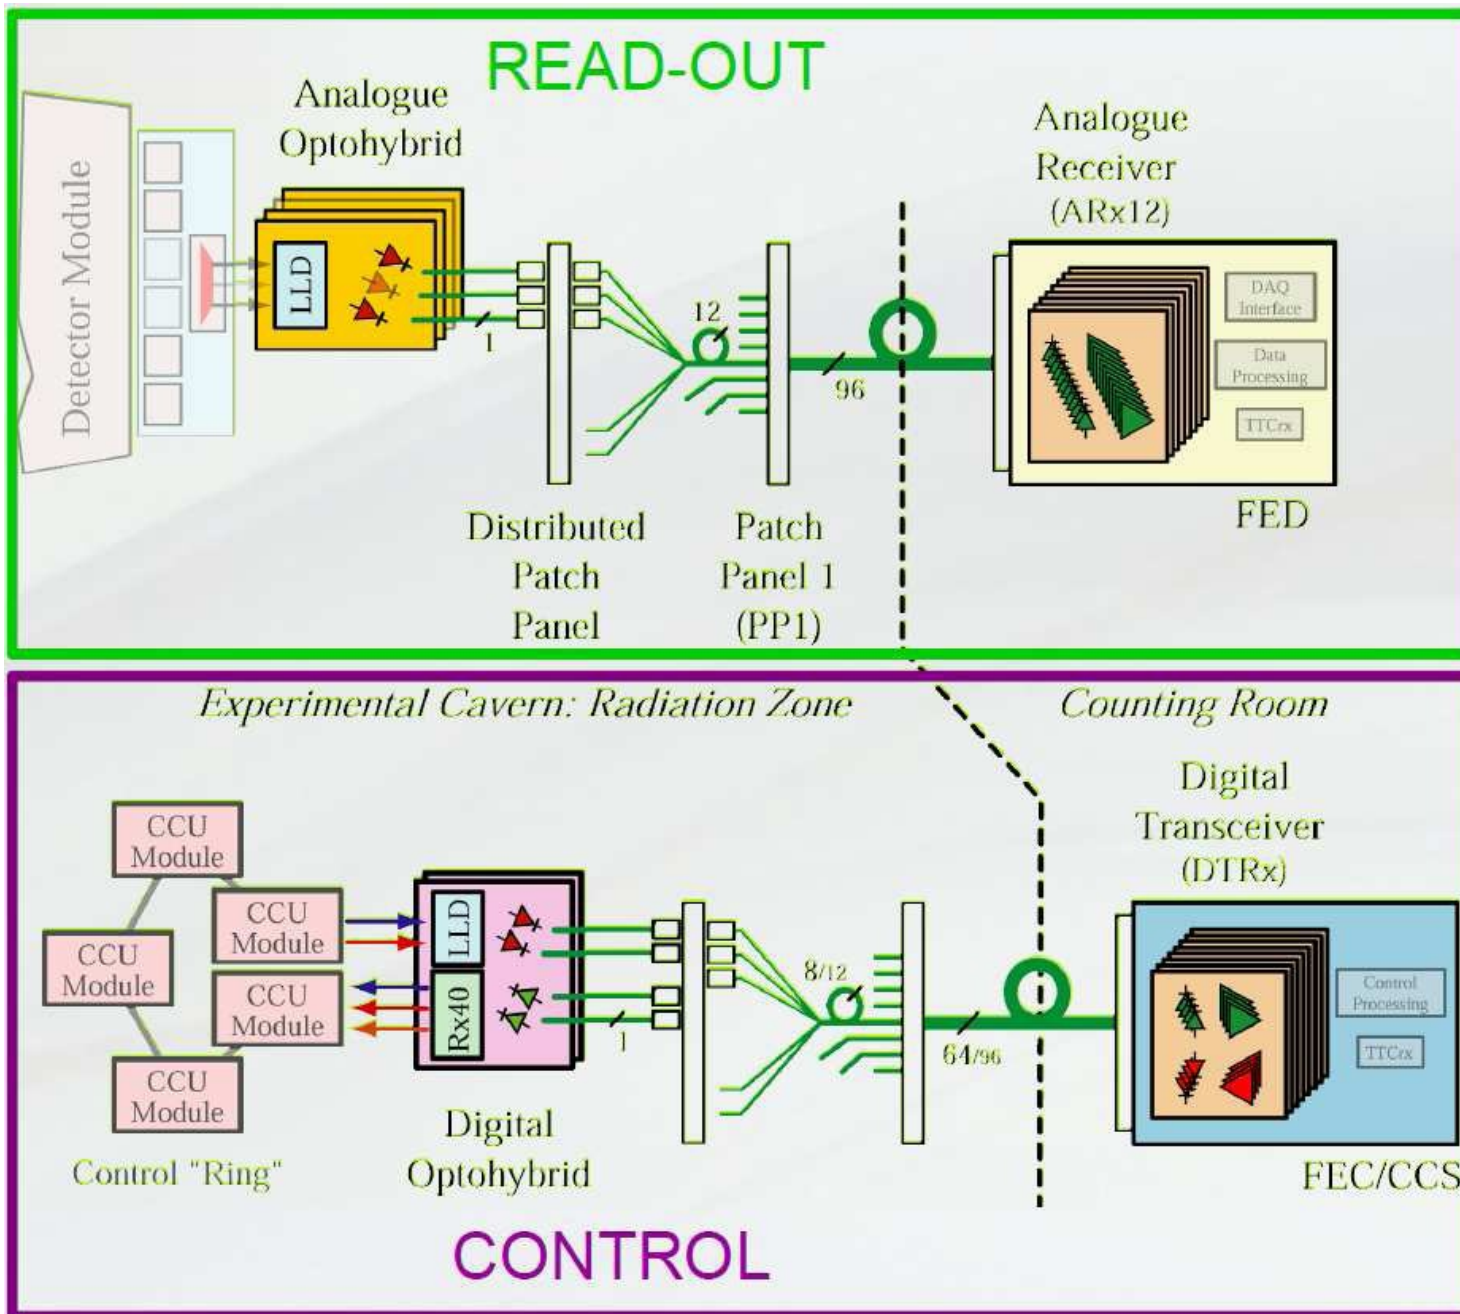 READ-OUT
Analogue
Optohybrid
Detector Module
LLD
1
12
96
Analogue
Receiver
(ARx12)
DAQ
Interface
Data
Processing
TTCrx
FED
Distributed
Patch
Panel
Patch
Panel 1
(PP1)
Experimental Cavern: Radiation Zone
Counting Room
CCU
Module
CCU
Module
CCU
Module
CCU
Module
CCU
Module
Control "Ring"
LLD
Rx40
1
Digital
Optohybrid
8/12
64/96
Digital
Transceiver
(DTRx)
Control
Processing
TTCrx
FEC/CCS
CONTROL